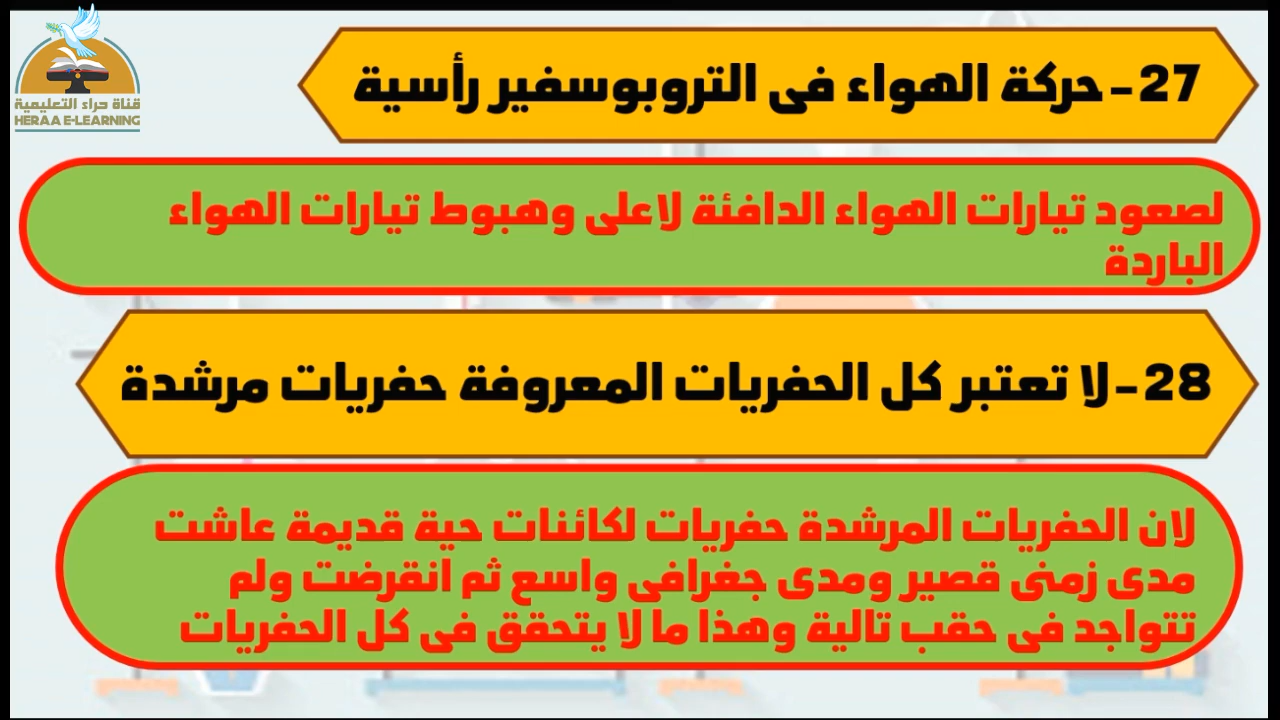 قناة حراء التعليمية
HERAA E-LEARNING
27-حركة الهواء فى التروبوسفير رأسية
لصعود تيارات الهواء الدافئة لاعلى وهبوط تيارات الهواء
الباردة
28-لا تعتبر كل الحفريات المعروفة حفريات مرشدة
لان الحفريات المرشدة حفريات لكائنات حية قديمة عاشت
مدى زمنى قصير ومدى جغرافى واسع ثم انقرضت ولم
تتواجد فى حقب تالية وهذا ما لا يتحقق فى كل الحفريات